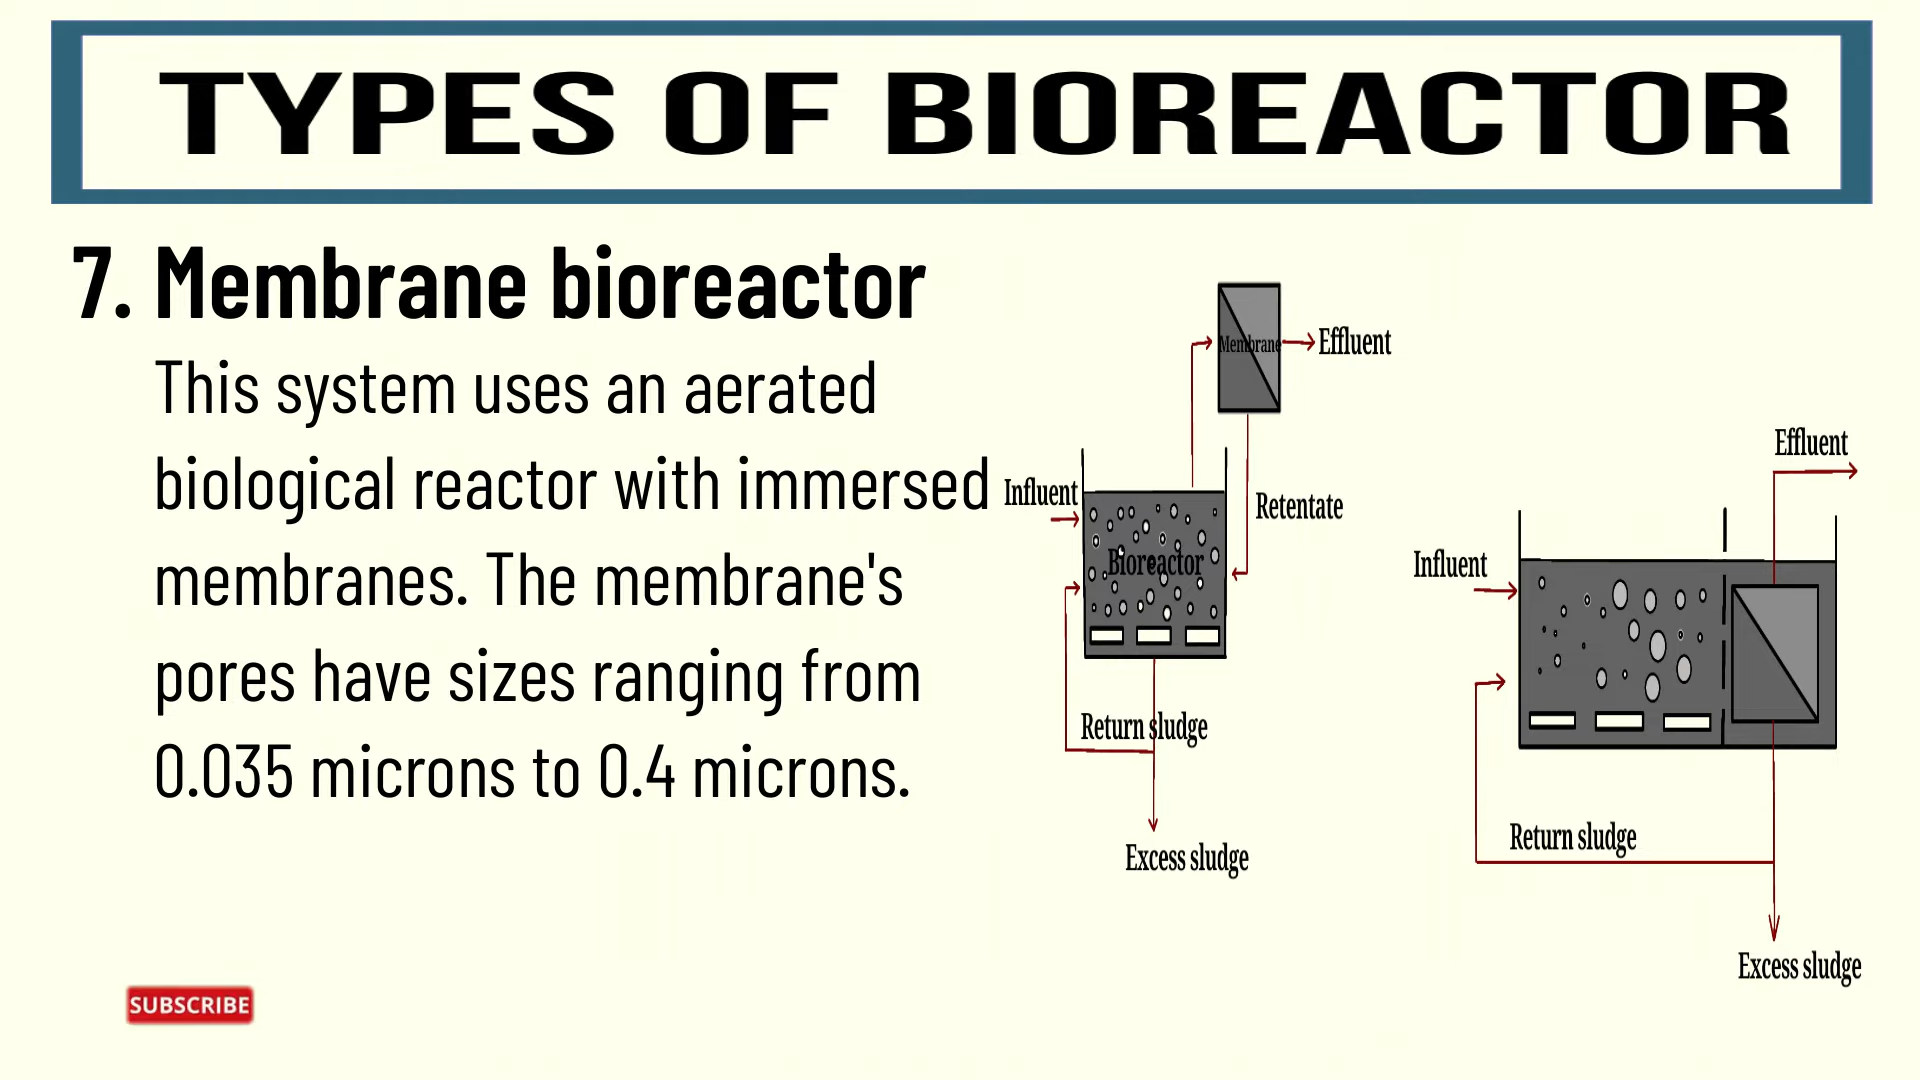 TYPES OF BIOREACTOR
7. Membrane bioreactor
This system uses an aerated
biological reactor with immersed
membranes. The membrane's
pores have sizes ranging from
0.035 microns to 0.4 microns.
Membrane
Effluent
Influent
Retentate
Bioreactor
Return sludge
Excess sludge
Effluent
Influent
Return sludge
Excess sludge
SUBSCRIBE